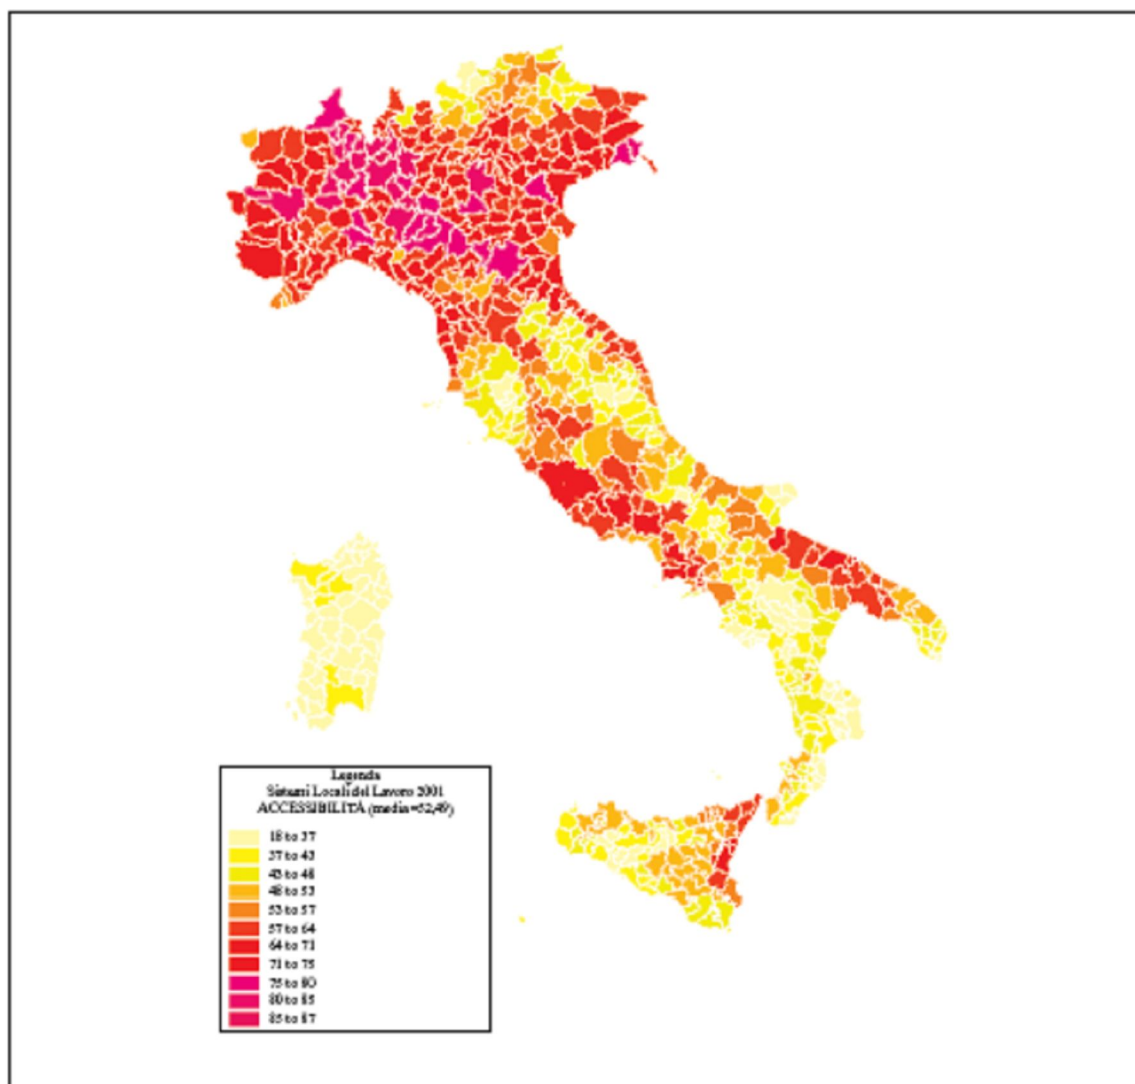 Legenda
Sistemi Locali del Lavoro 2001
ACCESSIBILITÀ (media=52,49)
18 to 37
37 to 43
43 to 48
48 to 53
53 to 57
57 to 64
64 to 71
71 to 75
75 to 80
80 to 85
85 to 87